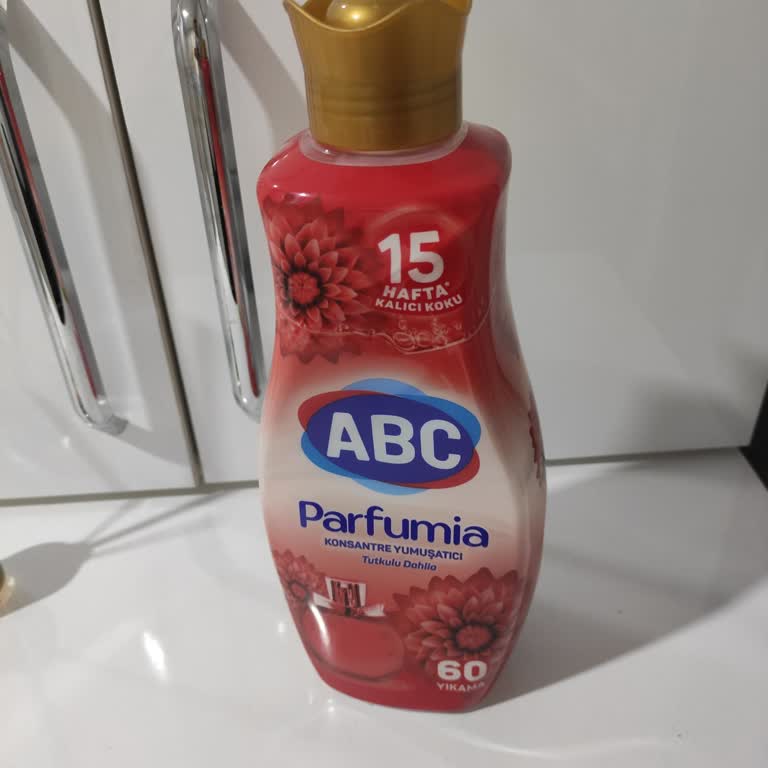 15
HAFTA*
KALICI KOKU
ABC
Parfumia
KONSANTRE YUMUŞATICI
Tutkulu Dahlia
60
YIKAMA